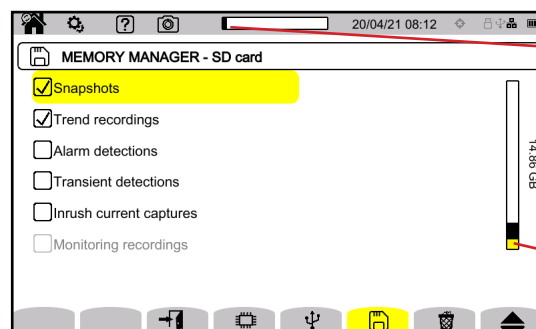 20/04/21 08:12
MEMORY MANAGER - SD card
Snapshots
Trend recordings
Alarm detections
Transient detections
Inrush current captures
Monitoring recordings
14.86 GB